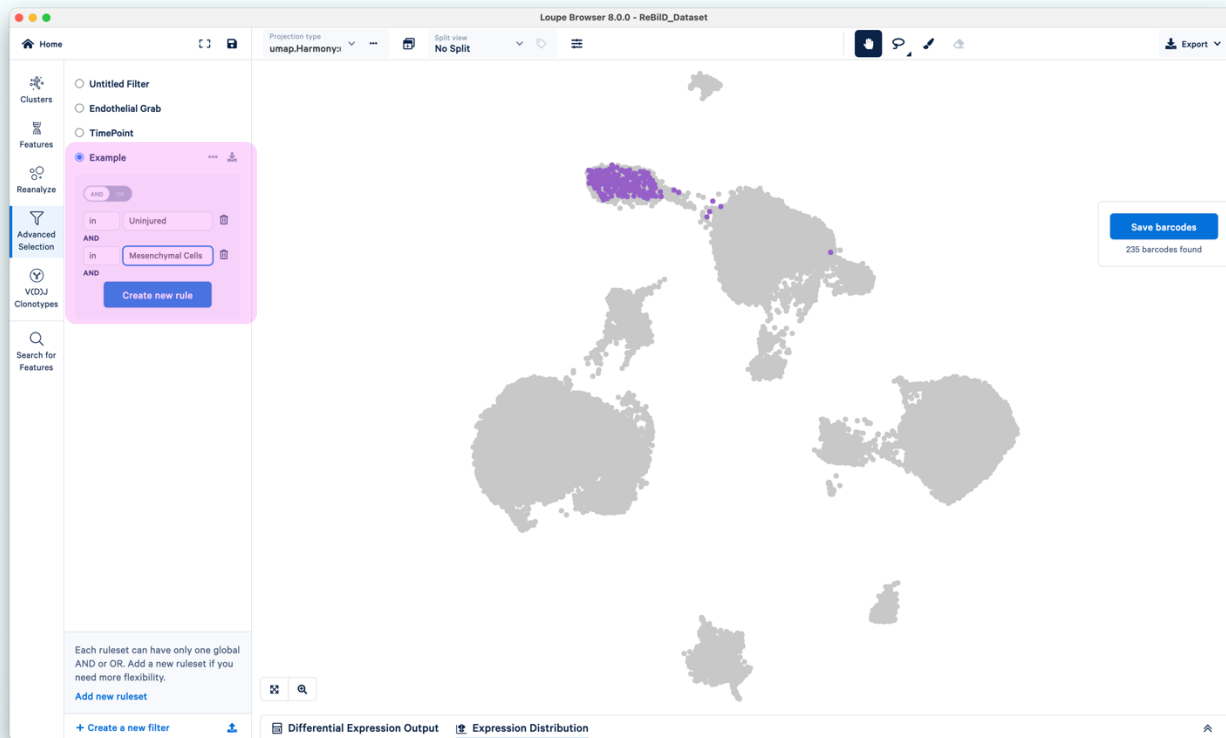 Loupe Browser 8.0.0 - ReBilD_Dataset
Home
Projection type
umap.Harmony:
Split view
No Split
Export
Clusters
Features
Reanalyze
Advanced
Selection
V(D)J
Clonotypes
Search for
Features
Untitled Filter
Endothelial Grab
TimePoint
Example
AND OR
in Uninjured
AND
in Mesenchymal Cells
AND
Create new rule
Save barcodes
235 barcodes found
Each ruleset can have only one global
AND or OR. Add a new ruleset if you
need more flexibility.
Add new ruleset
+ Create a new filter
Differential Expression Output Expression Distribution